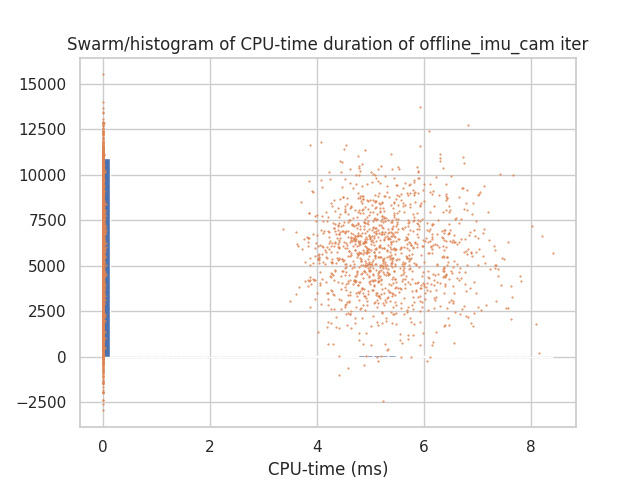 Swarm/histogram of CPU-time duration of offline_imu_cam iter
15000
12500
10000
7500
5000
2500
0
−2500
0 2 4 6 8
CPU-time (ms)